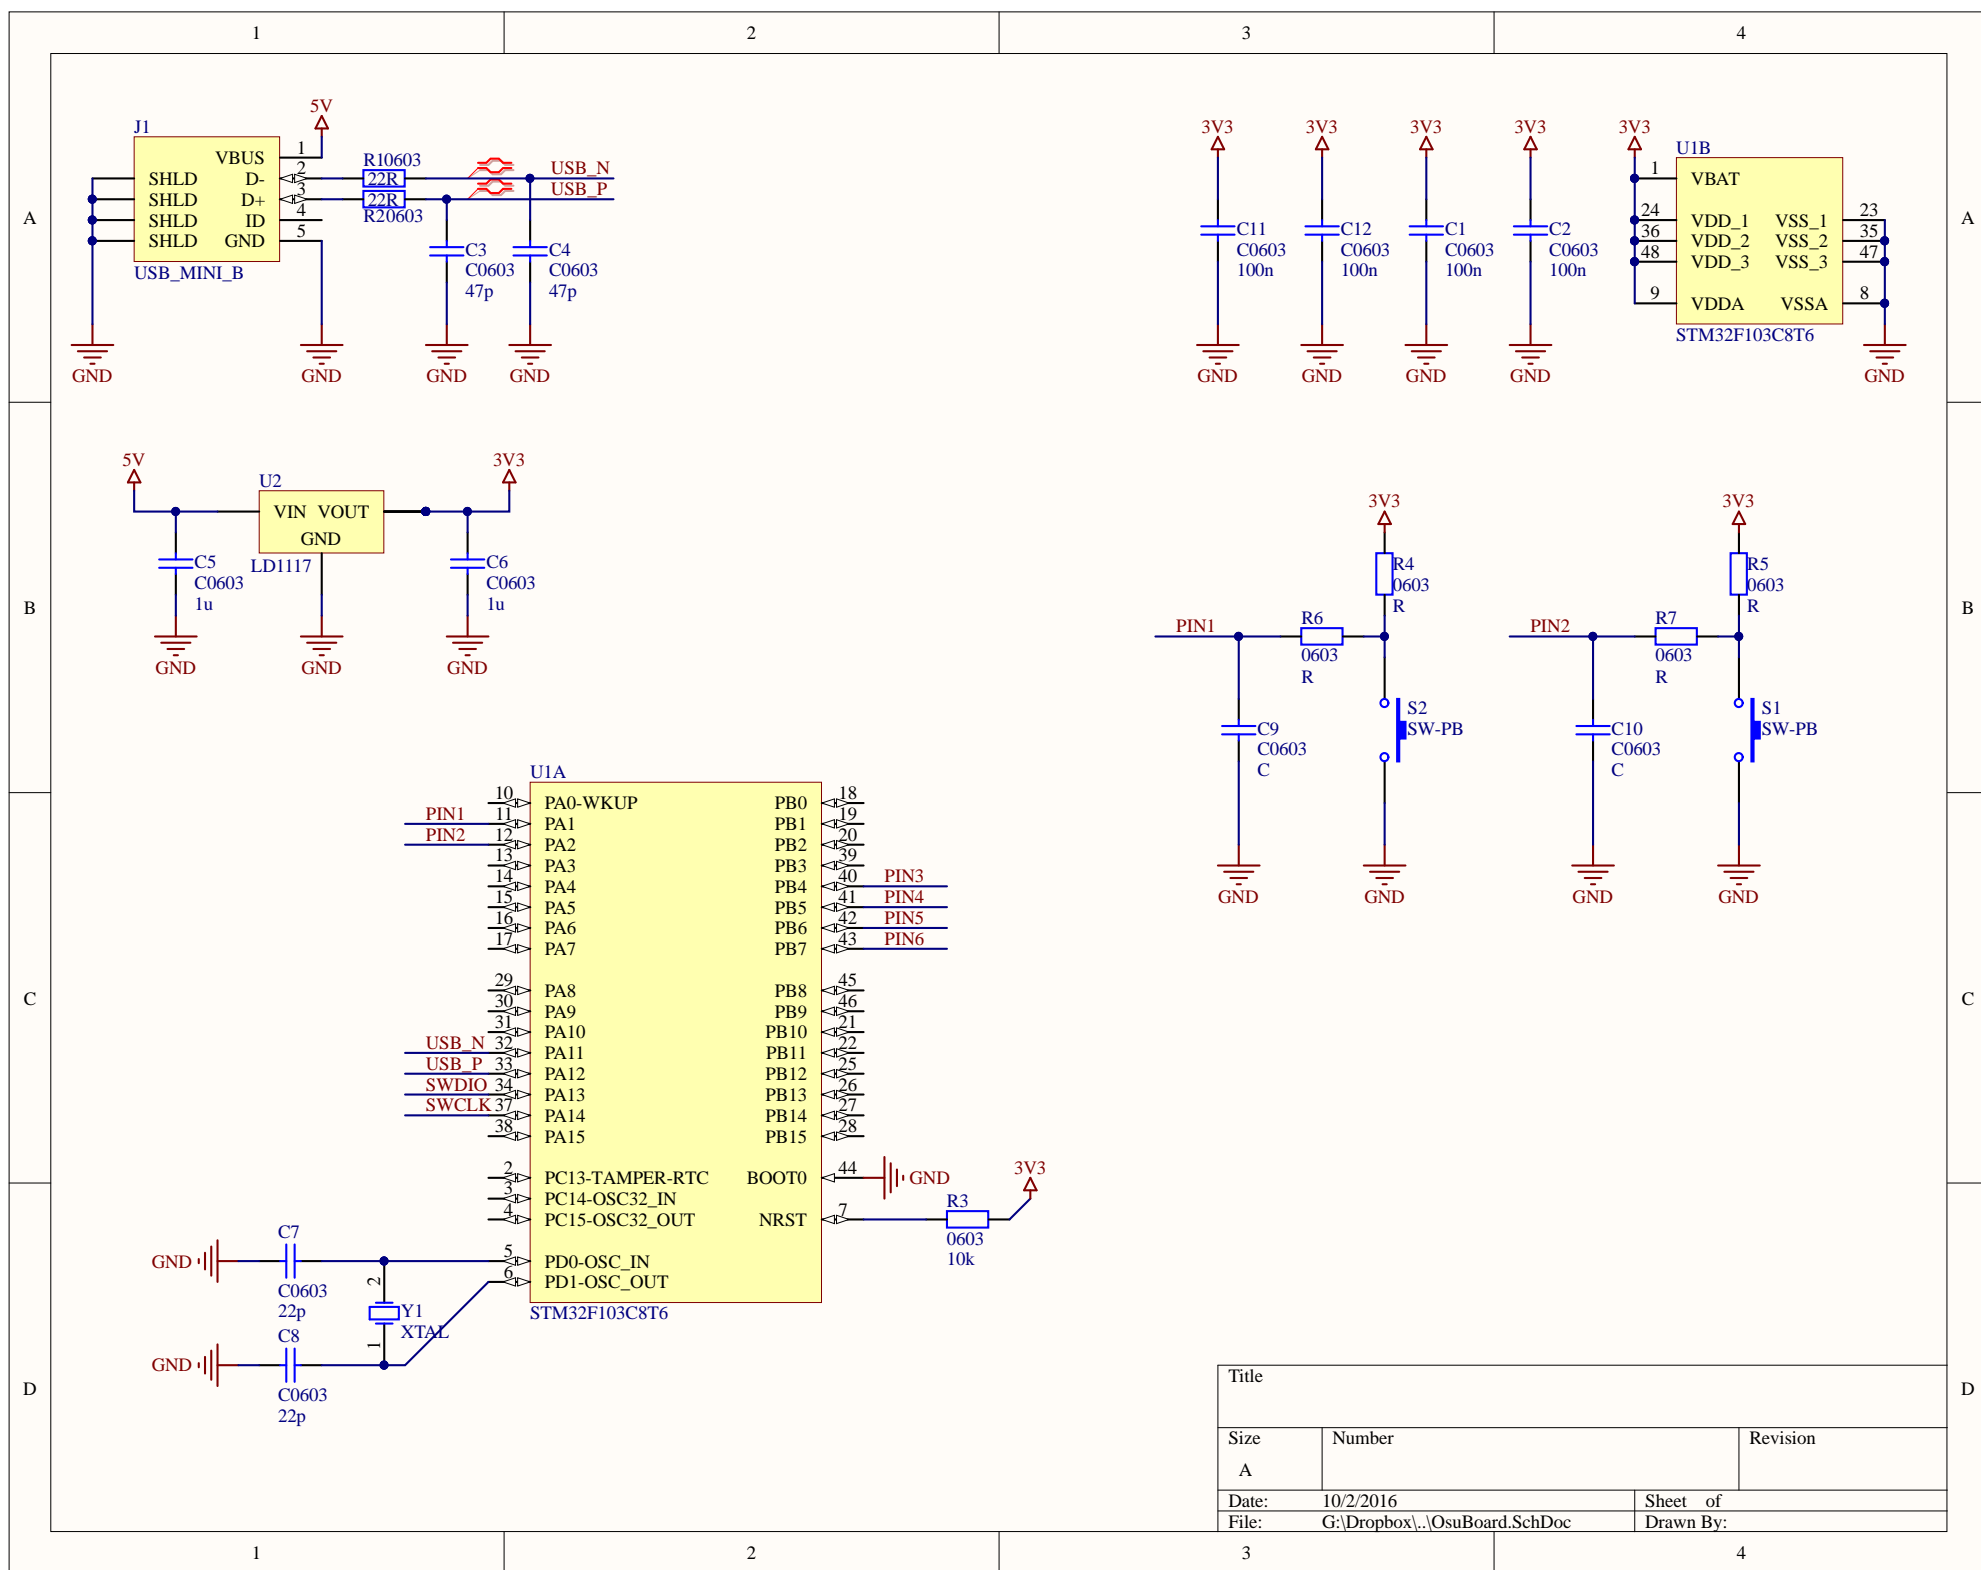 1
2
3
4
A
A
B
B
C
C
D
D
1
2
3
4
J1
5V
VBUS
1
D-
2
D+
3
ID
4
GND
5
SHLD
SHLD
SHLD
SHLD
USB_MINI_B
R10603
22R
22R
R20603
USB_N
USB_P
C3
C0603
47p
C4
C0603
47p
GND
GND
GND
GND
3V3
C11
C0603
100n
GND
3V3
C12
C0603
100n
GND
3V3
C1
C0603
100n
GND
3V3
C2
C0603
100n
GND
3V3
U1B
1
VBAT
24
VDD_1
VSS_1
23
36
VDD_2
VSS_2
35
48
VDD_3
VSS_3
47
9
VDDA
VSSA
8
STM32F103C8T6
GND
5V
U2
3V3
VIN VOUT
GND
LD1117
C5
C0603
1u
C6
C0603
1u
GND
GND
GND
3V3
R4
0603
R
PIN1
R6
0603
R
C9
C0603
C
S2
SW-PB
GND
GND
3V3
R5
0603
R
PIN2
R7
0603
R
C10
C0603
C
S1
SW-PB
GND
GND
U1A
10
PA0-WKUP
PB0
18
PIN1
11
PA1
PB1
19
PIN2
12
PA2
PB2
20
13
PA3
PB3
39
14
PA4
PB4
40
PIN3
15
PA5
PB5
41
PIN4
16
PA6
PB6
42
PIN5
17
PA7
PB7
43
PIN6
29
PA8
PB8
45
30
PA9
PB9
46
31
PA10
PB10
21
USB_N
32
PA11
PB11
22
USB_P
33
PA12
PB12
25
SWDIO
34
PA13
PB13
26
SWCLK
37
PA14
PB14
27
38
PA15
PB15
28
2
PC13-TAMPER-RTC
BOOT0
44
GND
3
PC14-OSC32_IN
4
PC15-OSC32_OUT
NRST
7
R3
0603
10k
3V3
5
PD0-OSC_IN
6
PD1-OSC_OUT
STM32F103C8T6
C7
GND
C0603
22p
2
Y1
XTAL
1
C8
GND
C0603
22p
Title
Size
A
Number
Revision
Date:
10/2/2016
Sheet of
File:
G:\Dropbox\..\OsuBoard.SchDoc
Drawn By: